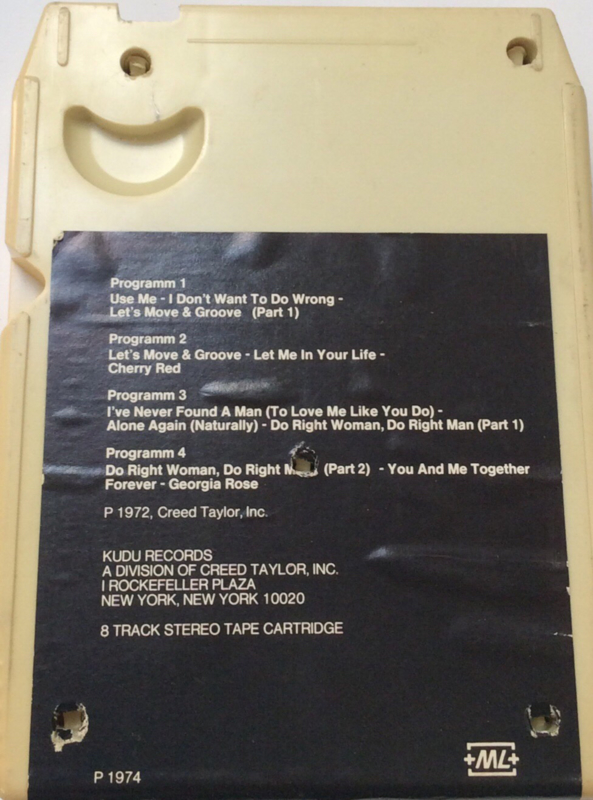 Programm 1
Use Me - I Don't Want To Do Wrong -
Let's Move & Groove (Part 1)
Programm 2
Let's Move & Groove - Let Me In Your Life -
Cherry Red
Programm 3
I've Never Found A Man (To Love Me Like You Do) -
Alone Again (Naturally) - Do Right Woman, Do Right Man (Part 1)
Programm 4
Do Right Woman, Do Right (Part 2) - You And Me Together
Forever - Georgia Rose
P 1972, Creed Taylor, Inc.
KUDU RECORDS
A DIVISION OF CREED TAYLOR, INC.
I ROCKEFELLER PLAZA
NEW YORK, NEW YORK 10020
8 TRACK STEREO TAPE CARTRIDGE
+ML+
P 1974